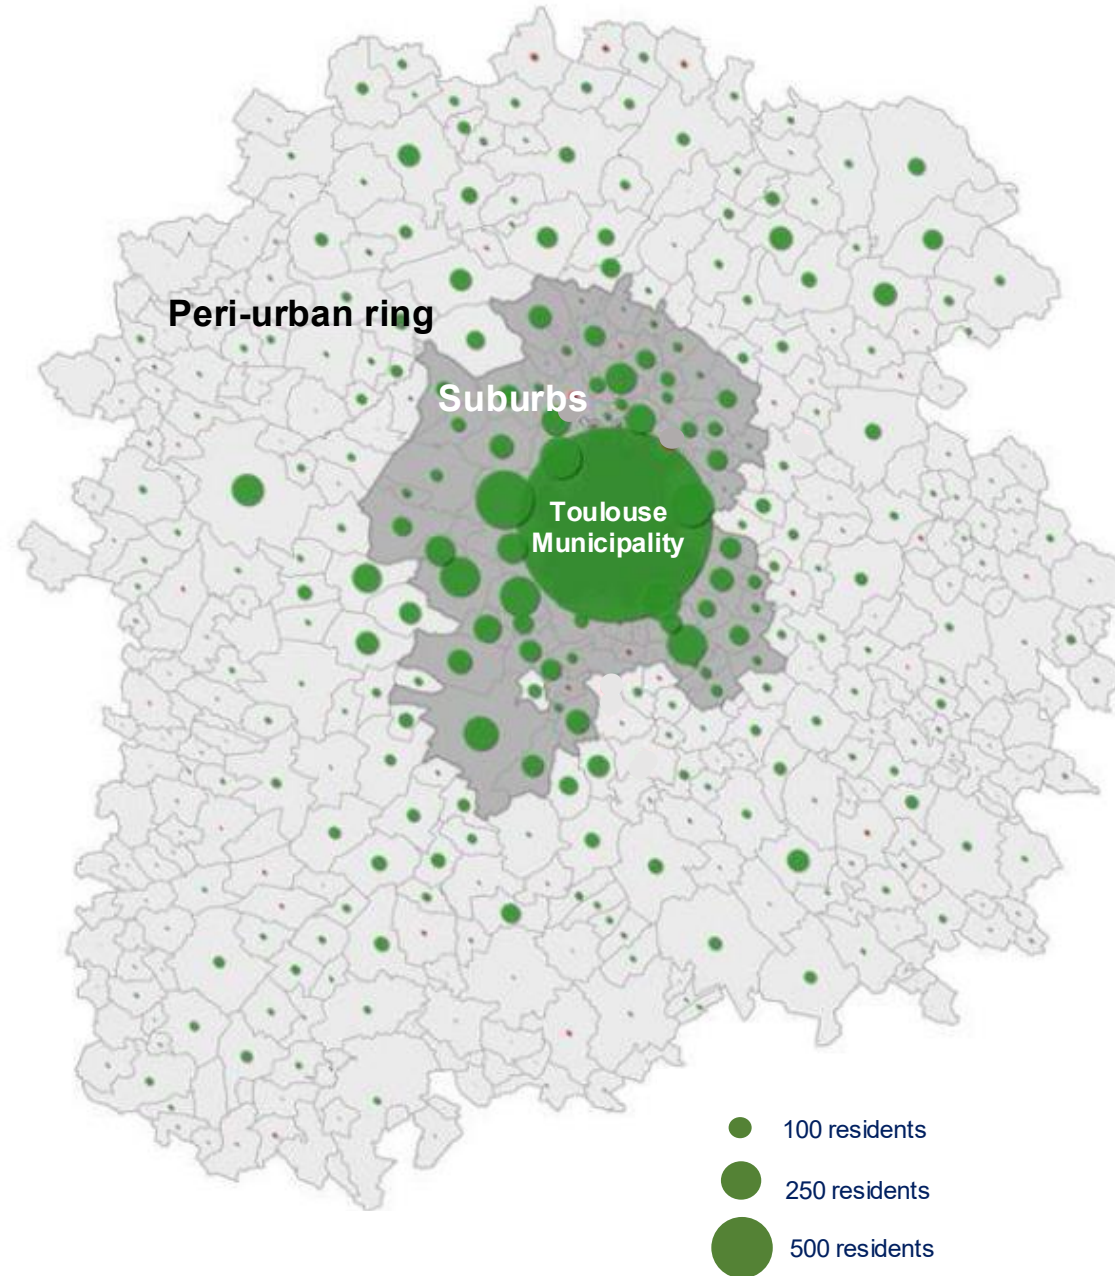 Peri-urban ring
Suburbs
Toulouse
Municipality
100 residents
250 residents
500 residents